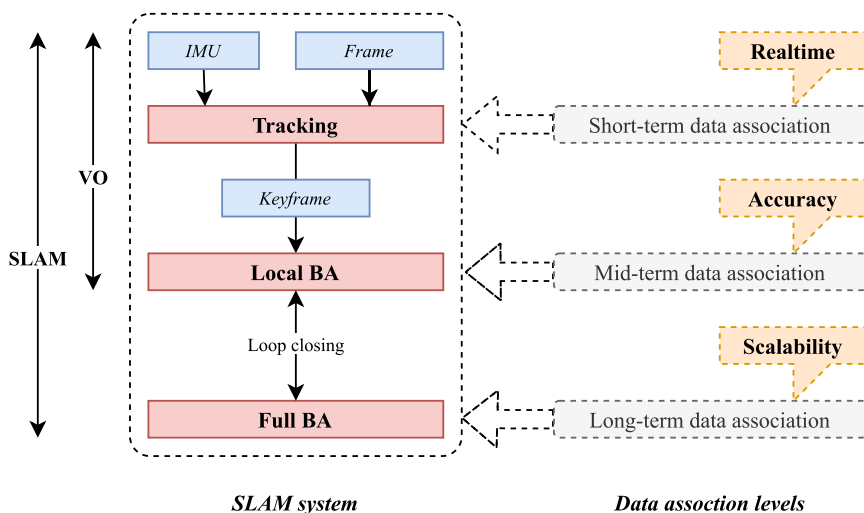 IMU
Frame
Realtime
Tracking
Short-term data association
VO
Keyframe
Accuracy
SLAM
Local BA
Mid-term data association
Loop closing
Scalability
Full BA
Long-term data association
SLAM system
Data assoction levels